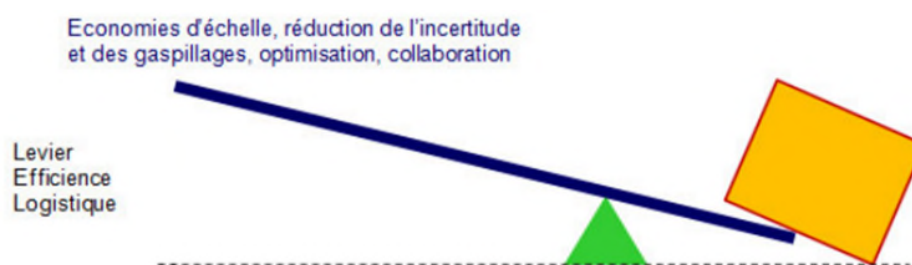 Economies d'échelle, réduction de l'incertitude
et des gaspillages, optimisation, collaboration
Levier
Efficience
Logistique